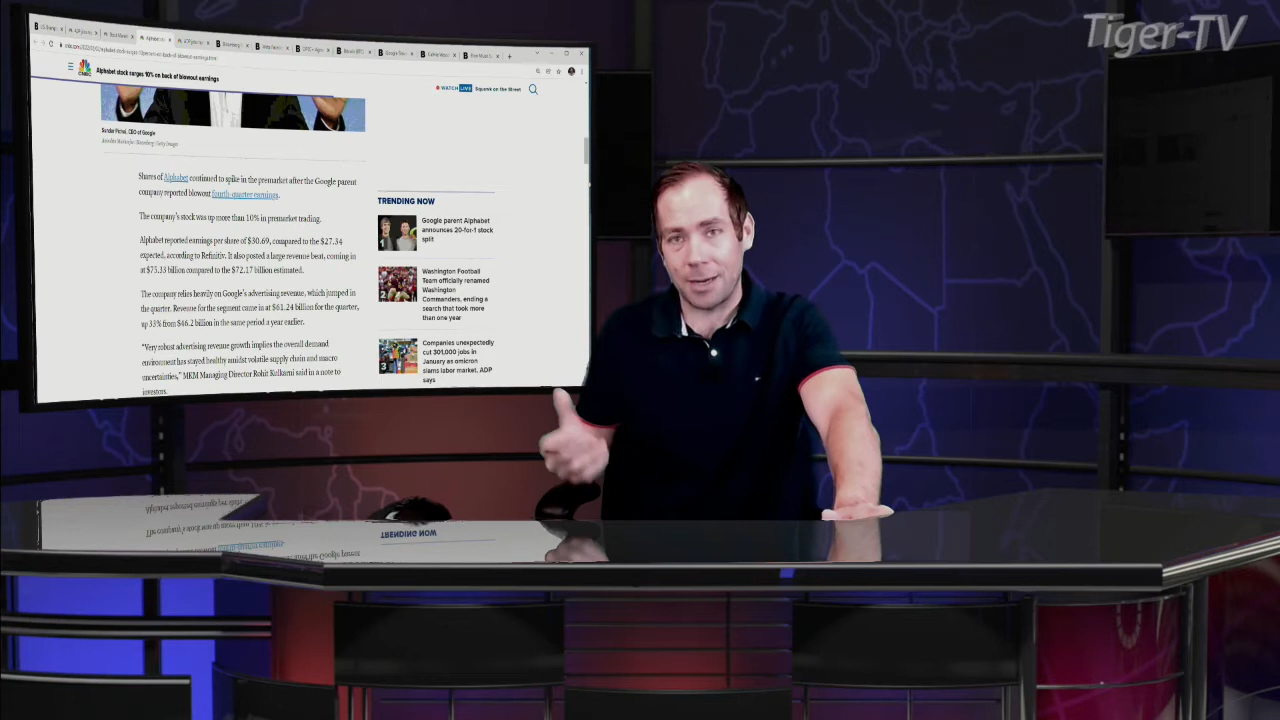 Tiger-TV
CNBC
Alphabet stock surges 10% on back of blowout earnings
WATCH LIVE Squawk on the Street
Sundar Pichai, CEO of Google
Shares of Alphabet continued to spike in the premarket after the Google parent
company reported blowout fourth-quarter earnings.
The company's stock was up more than 10% in premarket trading.
Alphabet reported earnings per share of $30.69, compared to the $27.34
expected, according to Refinitiv. It also posted a large revenue beat, coming in
at $75.33 billion compared to the $72.17 billion estimated.
The company relies heavily on Google's advertising revenue, which jumped in
the quarter. Revenue for the segment came in at $61.24 billion for the quarter,
up 33% from $46.2 billion in the same period a year earlier.
"Very robust advertising revenue growth implies the overall demand
environment has stayed healthy amidst volatile supply chain and macro
uncertainties," MKM Managing Director Rohit Kulkarni said in a note to
investors.
TRENDING NOW
1
Google parent Alphabet
announces 20-for-1 stock
split
2
Washington Football
Team officially renamed
Washington
Commanders, ending a
search that took more
than one year
3
Companies unexpectedly
cut 301,000 jobs in
January as omicron
slams labor market, ADP
says